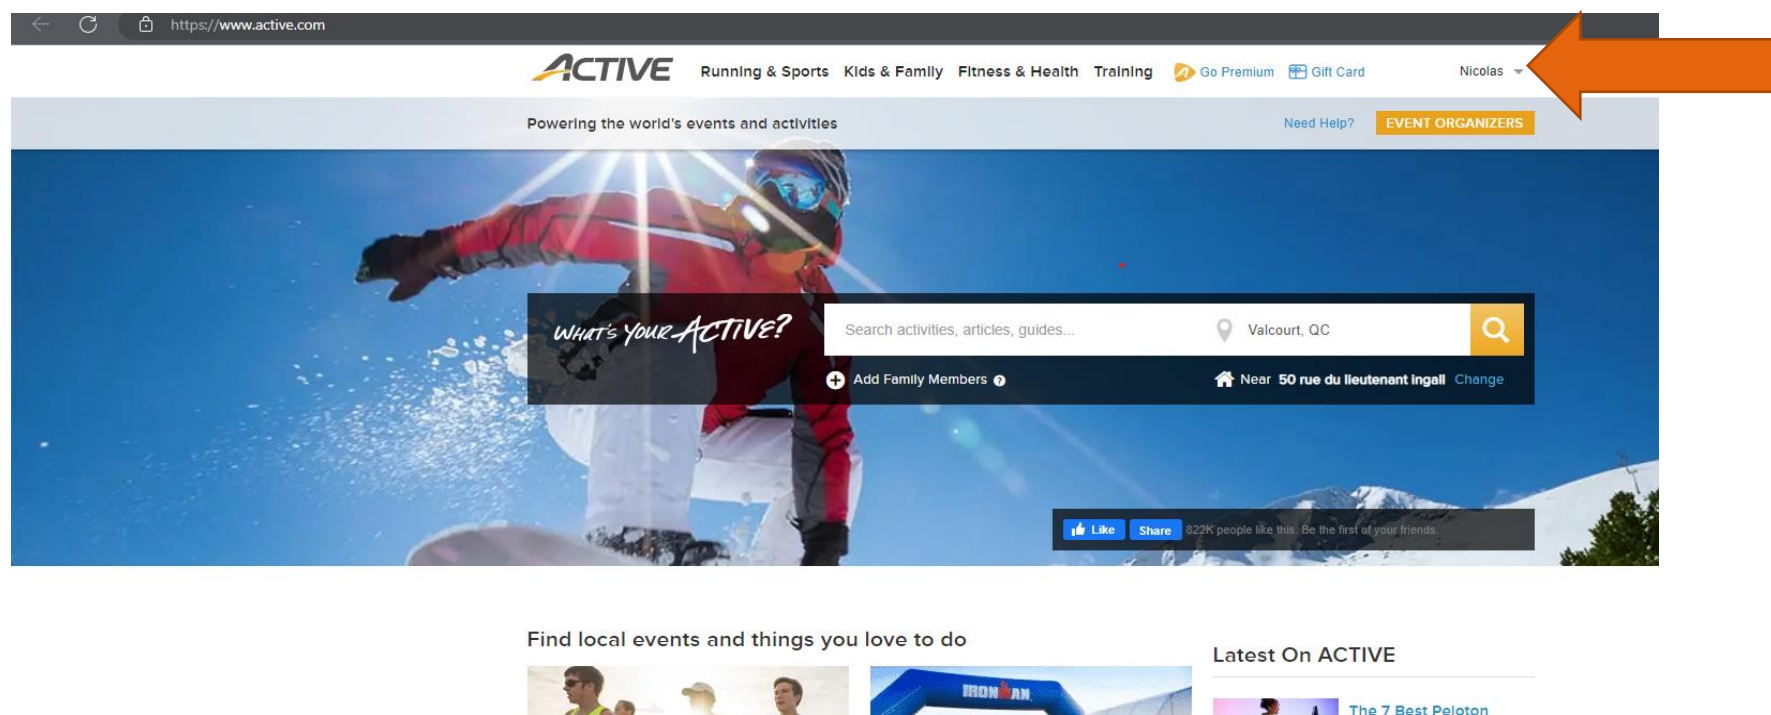 https://www.active.com
ACTIVE Running & Sports Kids & Family Fitness & Health Training Go Premium Gift Card Nicolas
Powering the world's events and activities Need Help? EVENT ORGANIZERS
WHAT'S YOUR ACTIVE? Search activities, articles, guides... Valcourt, QC
Add Family Members ? Near 50 rue du lieutenant ingall Change
Like Share 822K people like this. Be the first of your friends.
Find local events and things you love to do
Latest On ACTIVE
IRONMAN
The 7 Best Peloton